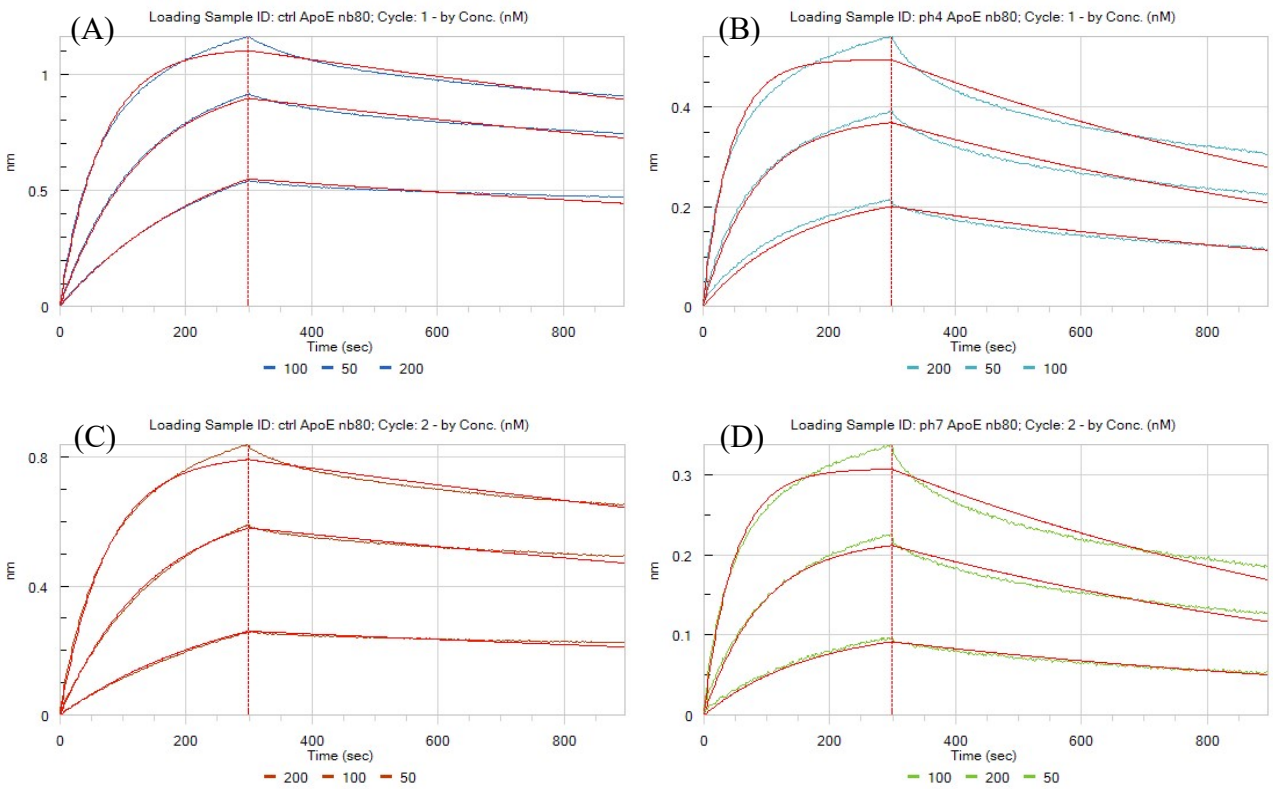 (A)
Loading Sample ID: ctrl ApoE nb80; Cycle: 1 - by Conc. (nM)
nm
1
0.5
0
0 200 400 600 800
Time (sec)
100 50 200
(B)
Loading Sample ID: ph4 ApoE nb80; Cycle: 1 - by Conc. (nM)
nm
0.4
0.2
0
0 200 400 600 800
Time (sec)
200 50 100
(C)
Loading Sample ID: ctrl ApoE nb80; Cycle: 2 - by Conc. (nM)
nm
0.8
0.4
0
0 200 400 600 800
Time (sec)
200 100 50
(D)
Loading Sample ID: ph7 ApoE nb80; Cycle: 2 - by Conc. (nM)
nm
0.3
0.2
0.1
0
0 200 400 600 800
Time (sec)
100 200 50